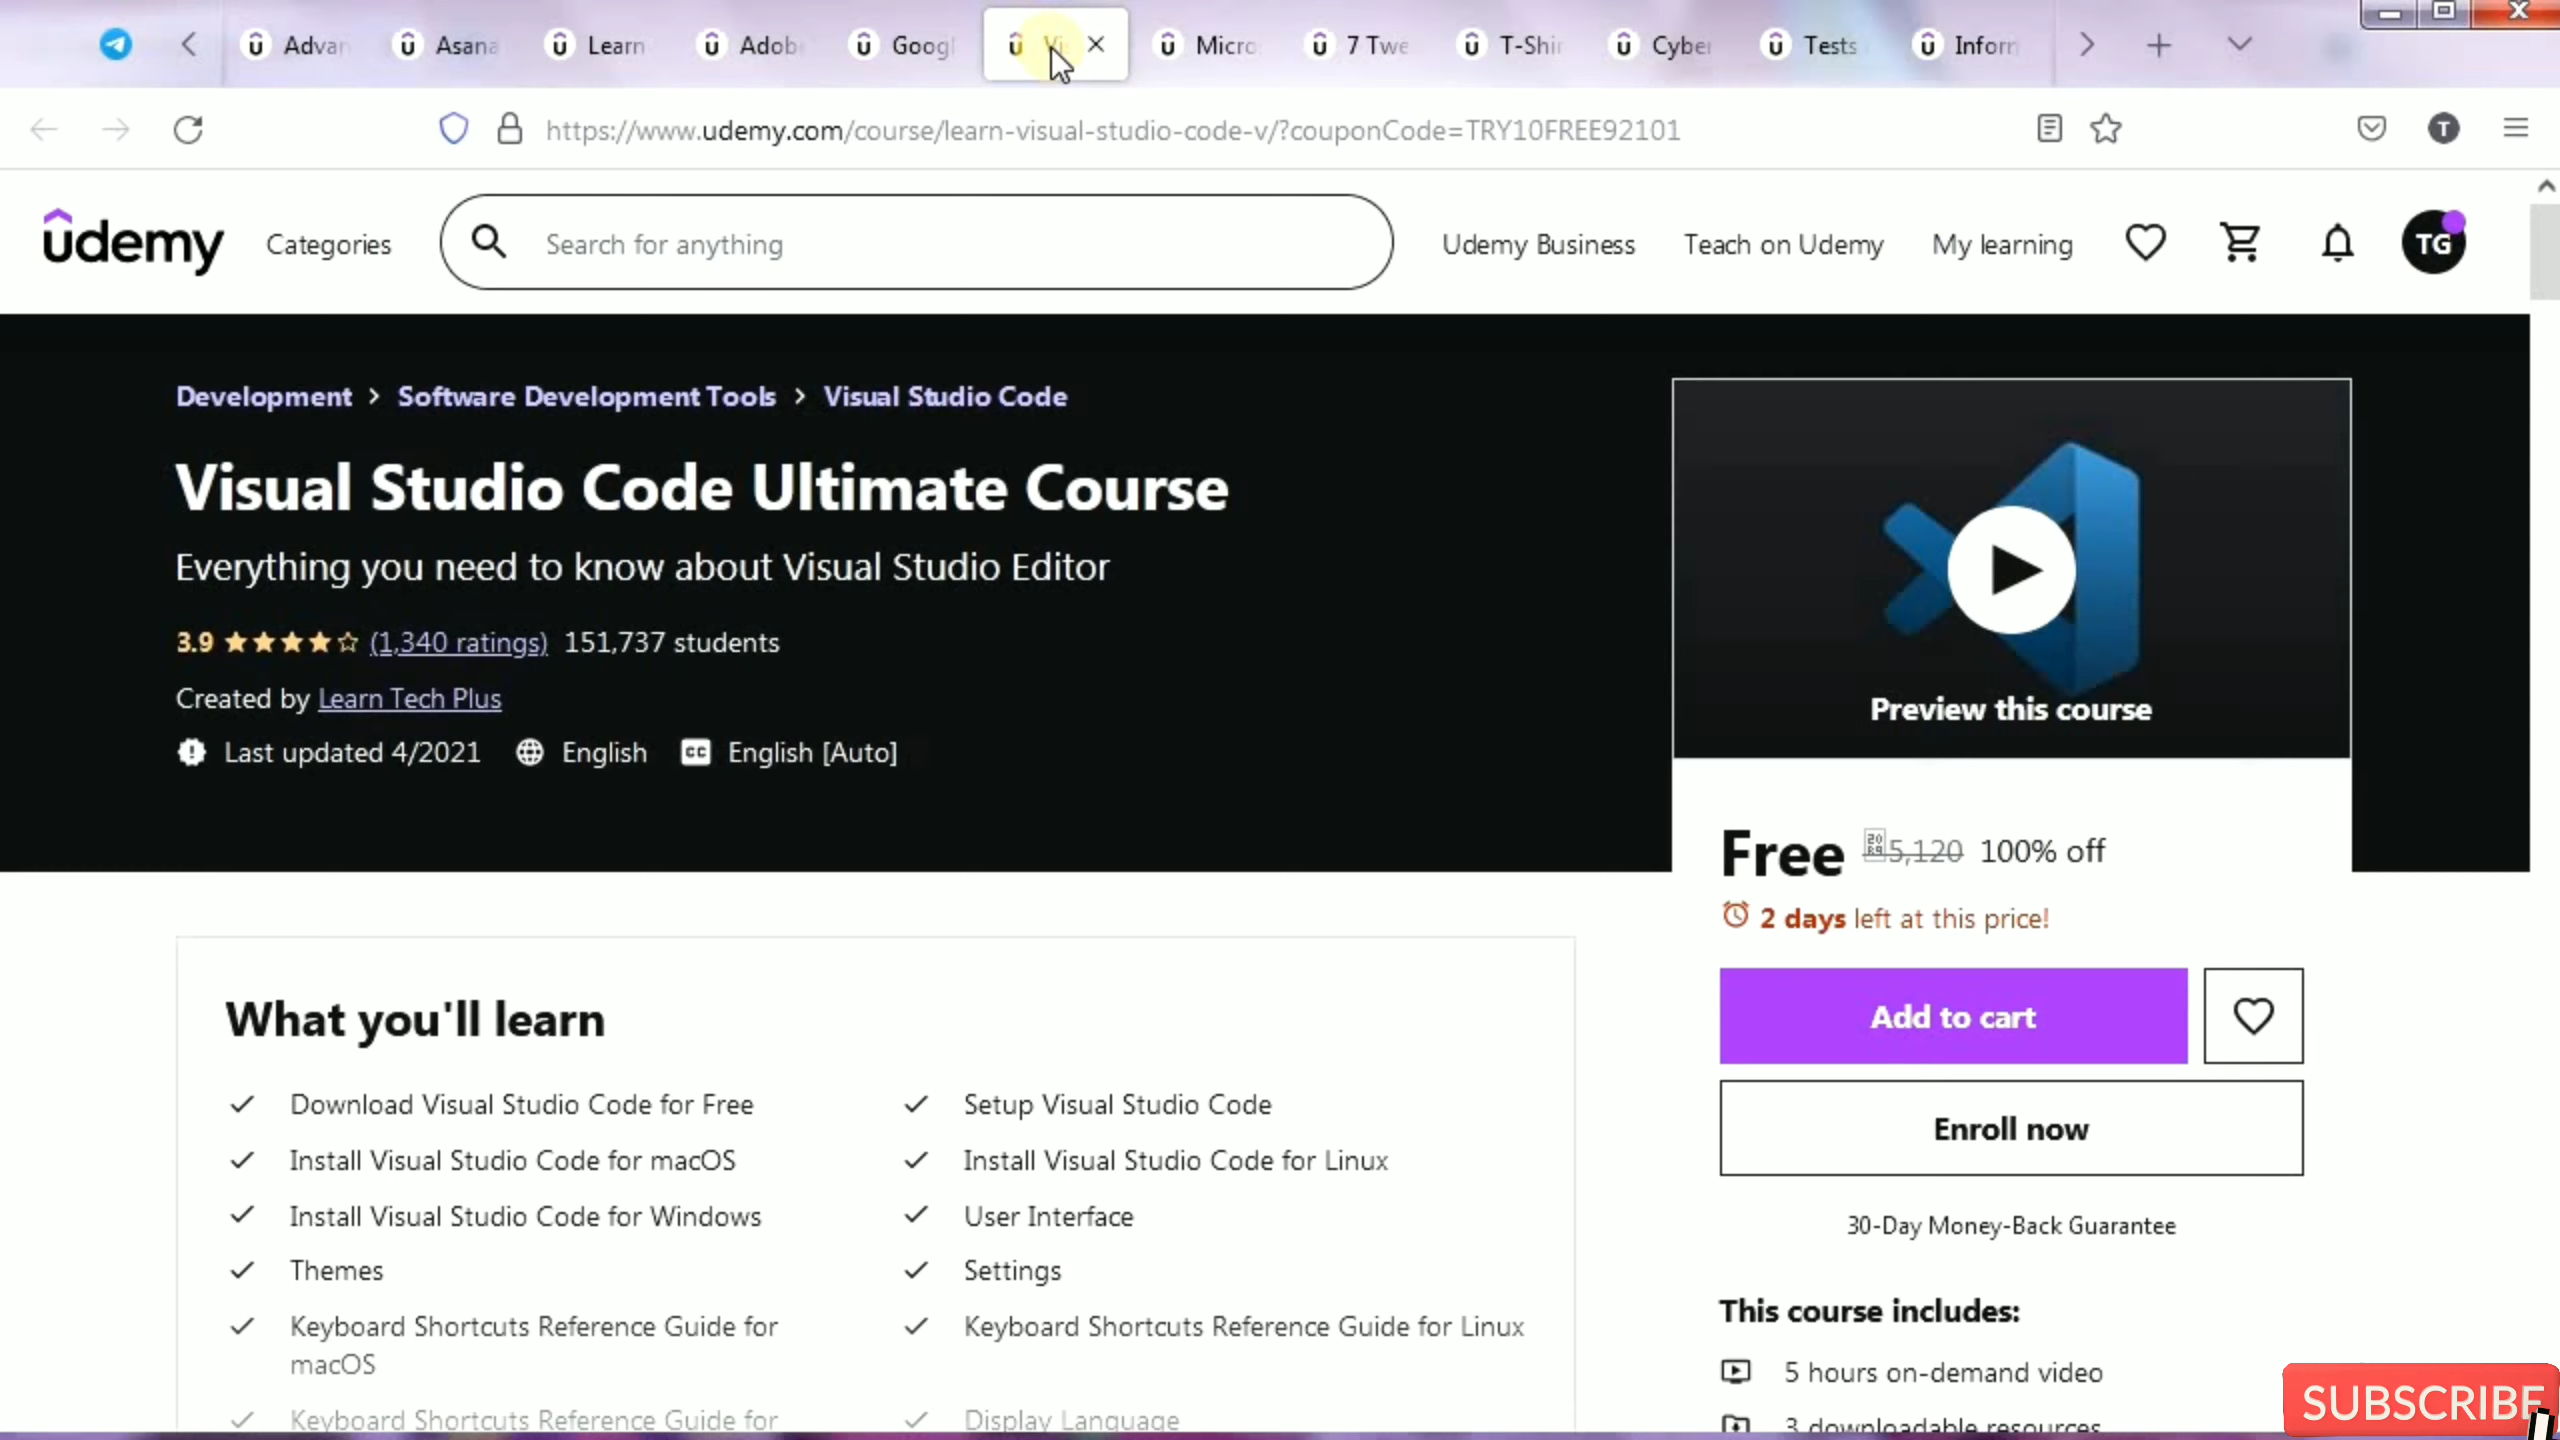 Advan
Asana
Learn
Adob
Googl
Vi
Micro
7 Twe
T-Shir
Cyber
Tests
Inform
https://www.udemy.com/course/learn-visual-studio-code-v/?couponCode=TRY10FREE92101
T
udemy
Categories
Search for anything
Udemy Business
Teach on Udemy
My learning
TG
Development > Software Development Tools > Visual Studio Code
Visual Studio Code Ultimate Course
Everything you need to know about Visual Studio Editor
3.9 ★★★★☆ (1,340 ratings) 151,737 students
Created by Learn Tech Plus
Last updated 4/2021 English CC English [Auto]
Preview this course
Free 5,120 100% off
2 days left at this price!
Add to cart
Enroll now
30-Day Money-Back Guarantee
This course includes:
5 hours on-demand video
3 downloadable resources
What you'll learn
Download Visual Studio Code for Free
Setup Visual Studio Code
Install Visual Studio Code for macOS
Install Visual Studio Code for Linux
Install Visual Studio Code for Windows
User Interface
Themes
Settings
Keyboard Shortcuts Reference Guide for
macOS
Keyboard Shortcuts Reference Guide for Linux
Keyboard Shortcuts Reference Guide for
Display Language
SUBSCRIBE